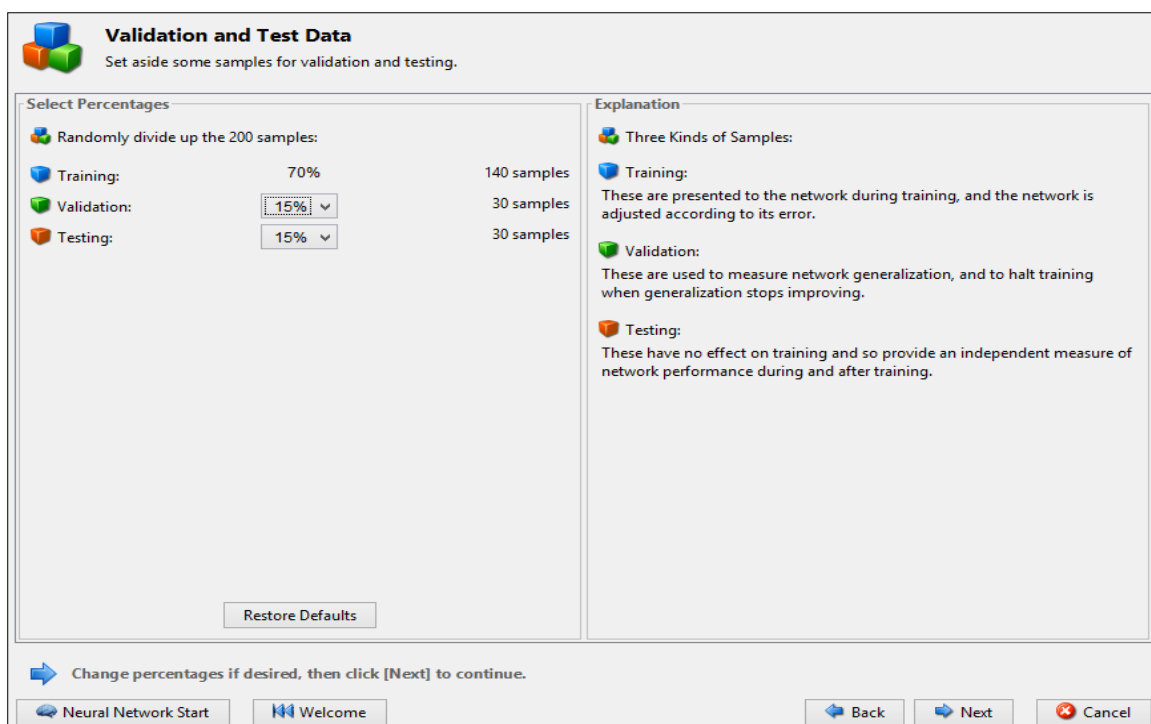 Validation and Test Data
Set aside some samples for validation and testing.
Select Percentages
Randomly divide up the 200 samples:
Training: 70% 140 samples
Validation: 15% 30 samples
Testing: 15% 30 samples
Restore Defaults
Explanation
Three Kinds of Samples:
Training:
These are presented to the network during training, and the network is
adjusted according to its error.
Validation:
These are used to measure network generalization, and to halt training
when generalization stops improving.
Testing:
These have no effect on training and so provide an independent measure of
network performance during and after training.
Change percentages if desired, then click [Next] to continue.
Neural Network Start Welcome Back Next Cancel